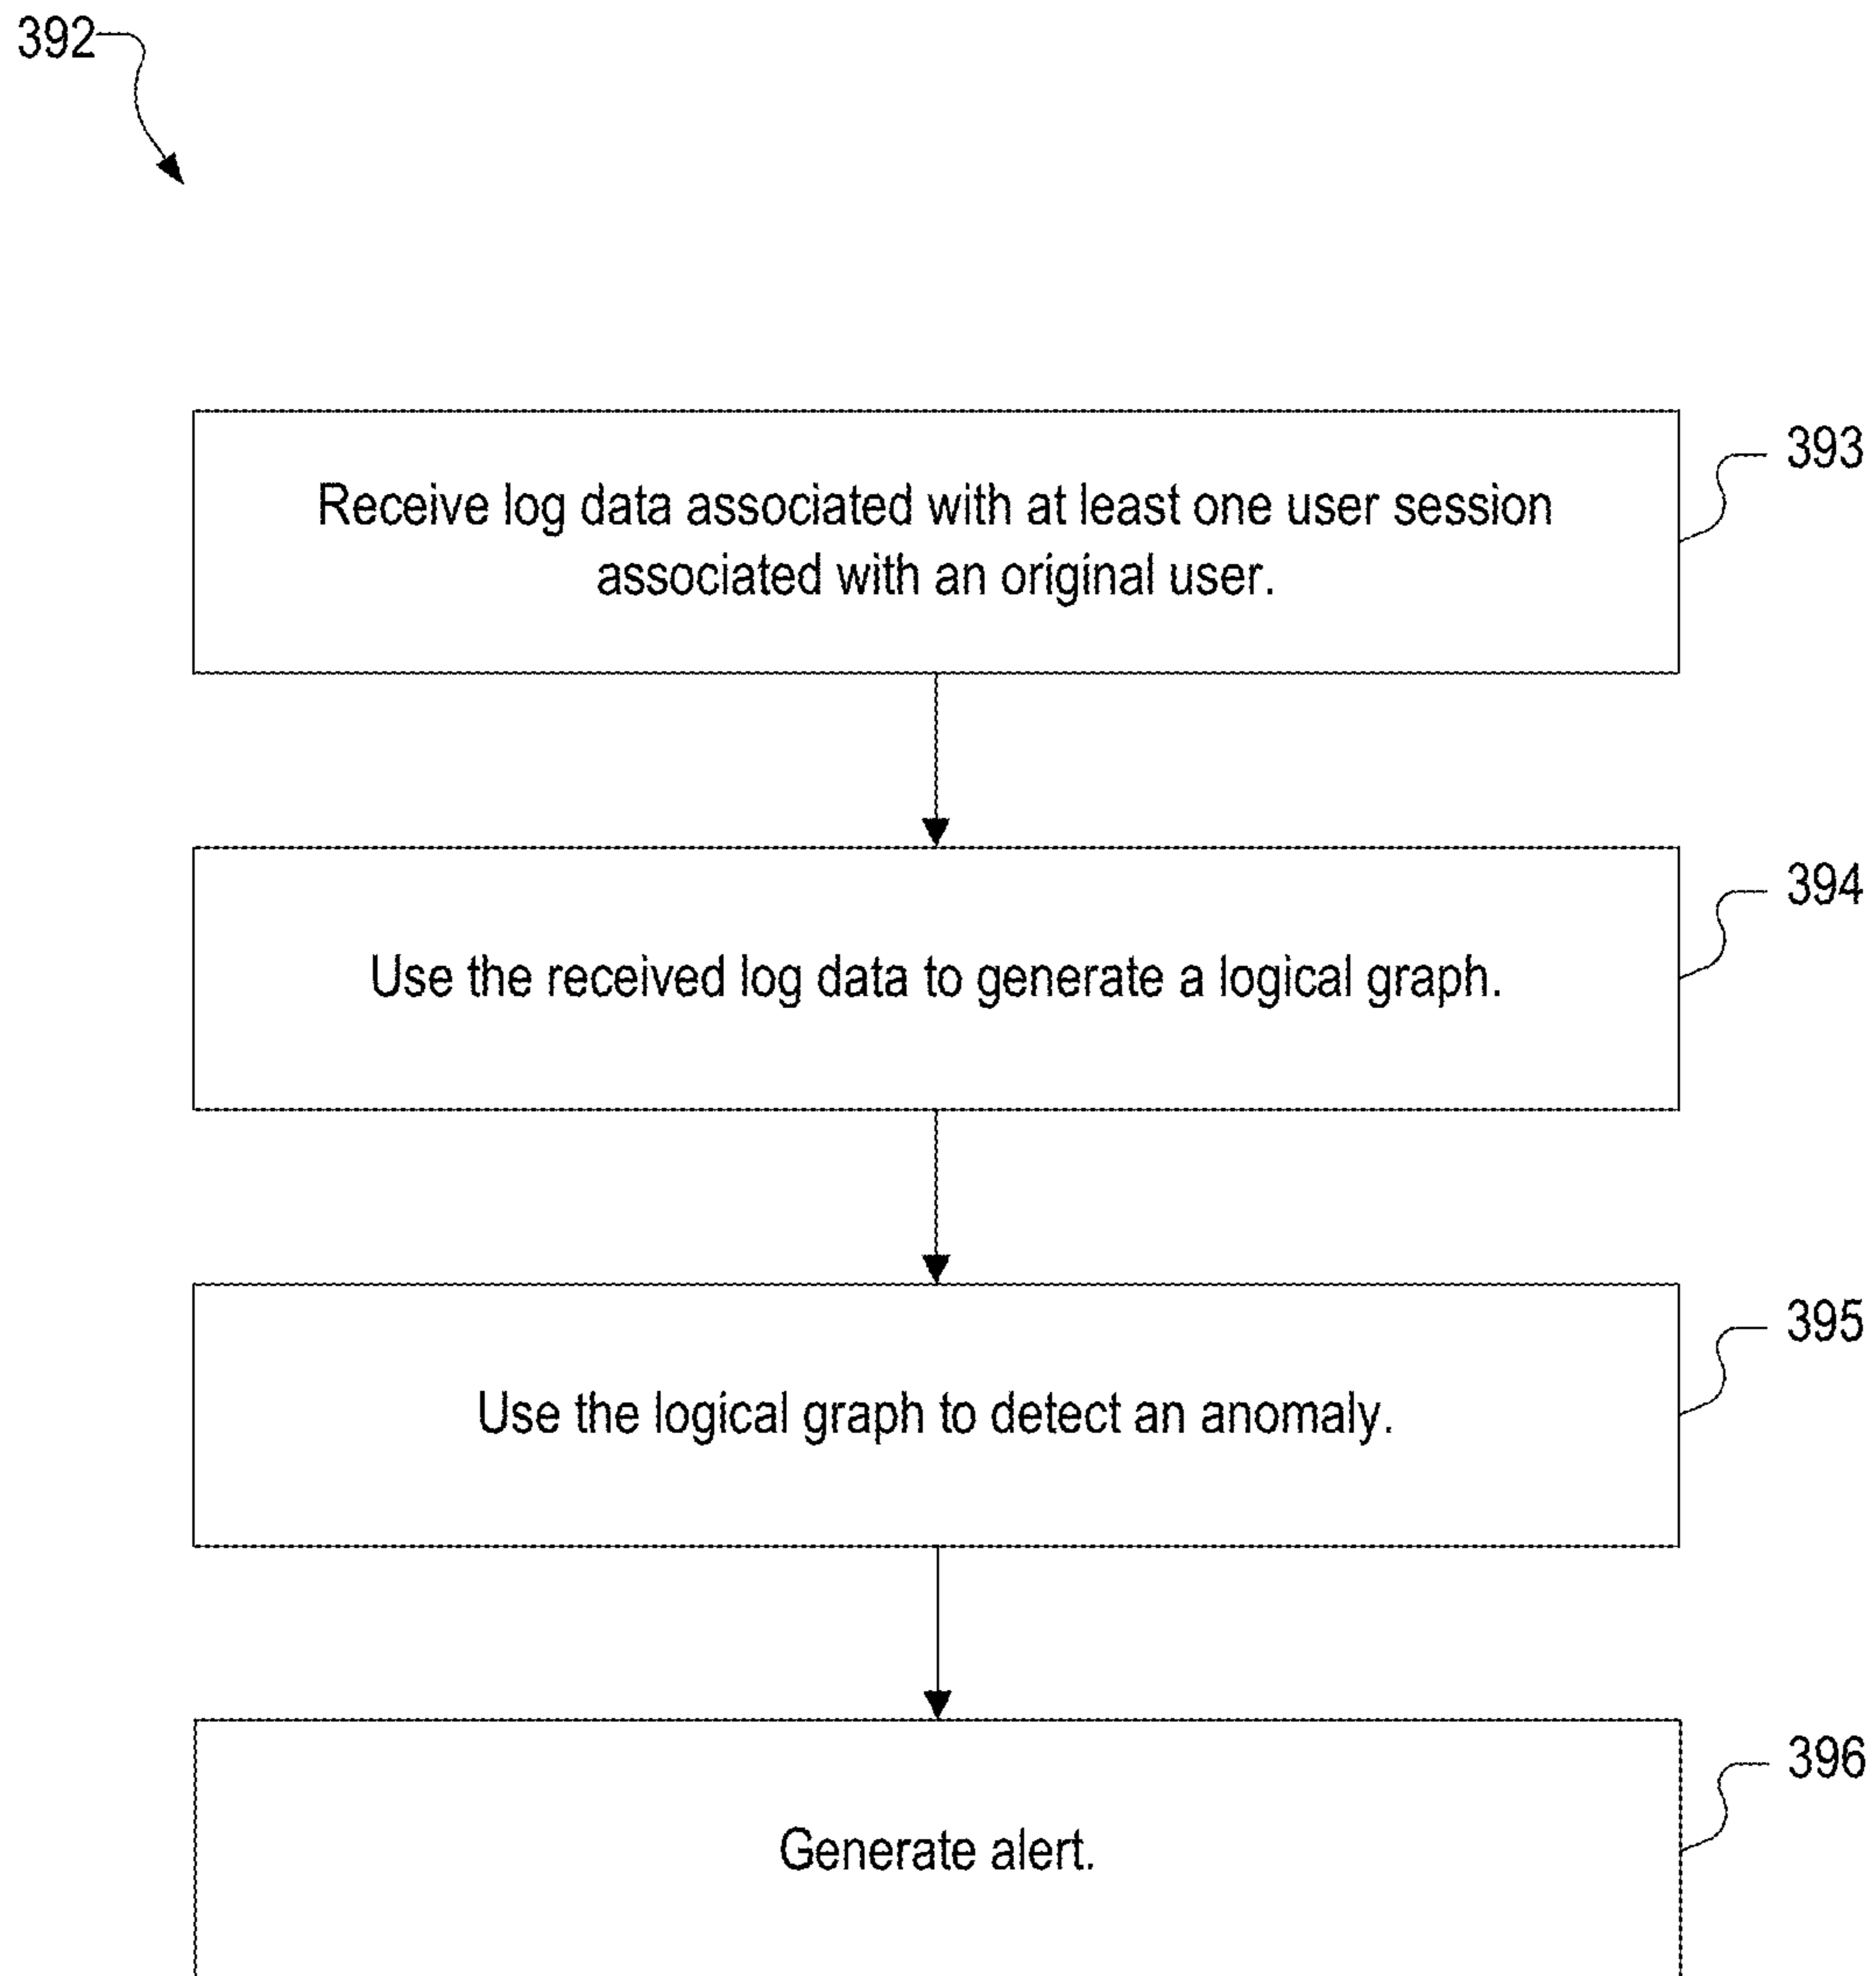 392
Receive log data associated with at least one user session
associated with an original user.
393
Use the received log data to generate a logical graph.
394
Use the logical graph to detect an anomaly.
395
Generate alert.
396